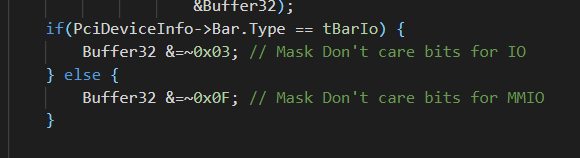 &Buffer32);
if(PciDeviceInfo->Bar.Type == tBarIo) {
Buffer32 &=~0x03; // Mask Don't care bits for IO
} else {
Buffer32 &=~0x0F; // Mask Don't care bits for MMIO
}